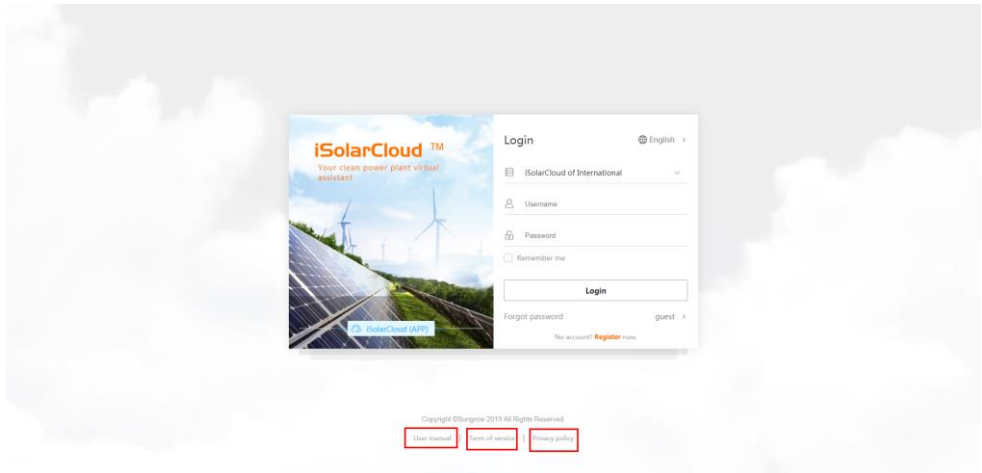 iSolarCloud TM
Your clean power plant virtual
assistant
iSolarCloud (APP)
Login
English >
iSolarCloud of International
Username
Password
Remember me
Login
Forgot password
guest >
No account? Register now.
Copyright ©Sungrow 2019 All Rights Reserved
User manual | Term of service | Privacy policy